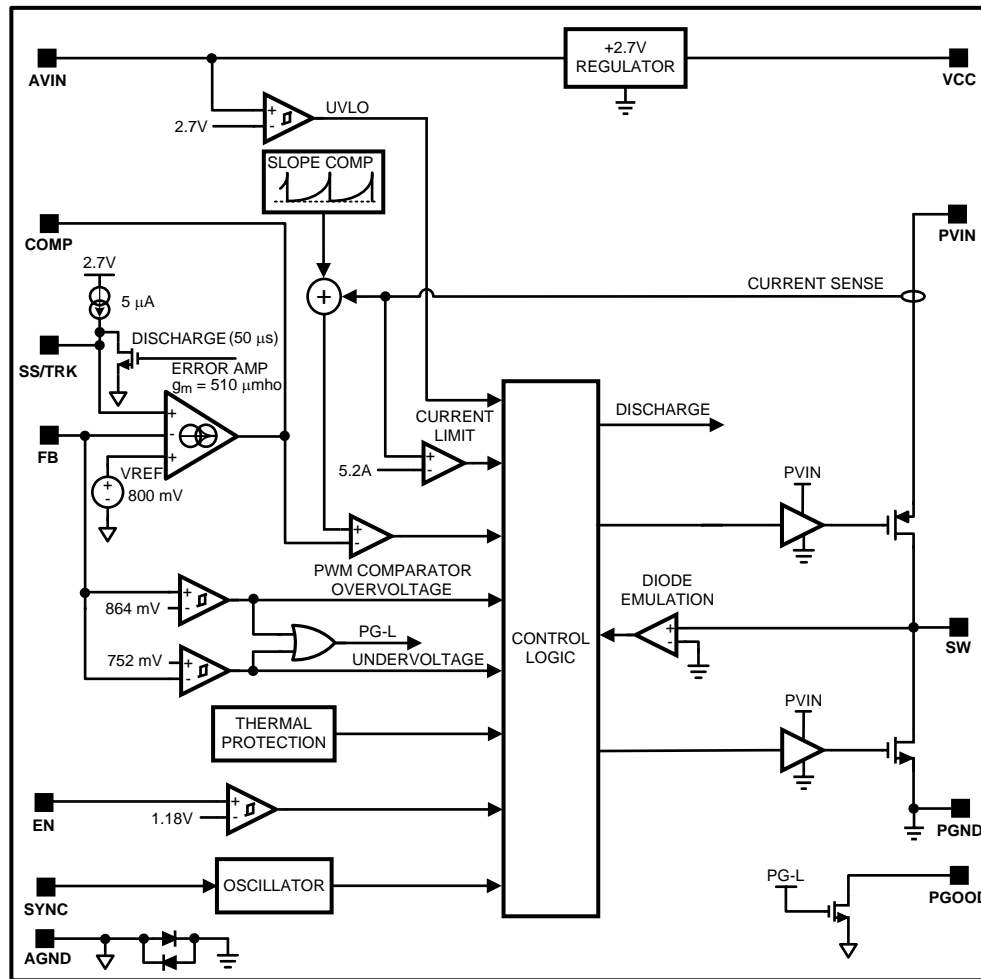 +2.7V
REGULATOR
AVIN
VCC
UVLO
+
-
2.7V
SLOPE COMP
COMP
PVIN
2.7V
5 μA
+
CURRENT SENSE
DISCHARGE (50 μs)
SS/TRK
ERROR AMP
gm = 510 μmho
+
-
+
FB
VREF
+
-
800 mV
CURRENT
LIMIT
+
-
5.2A
DISCHARGE
PVIN
+
-
PWM COMPARATOR
OVERVOLTAGE
+
-
864 mV
DIODE
EMULATION
+
-
PG-L
CONTROL
LOGIC
SW
752 mV
+
-
UNDERVOLTAGE
PVIN
THERMAL
PROTECTION
EN
+
-
1.18V
PGND
OSCILLATOR
SYNC
PG-L
PGOOD
AGND